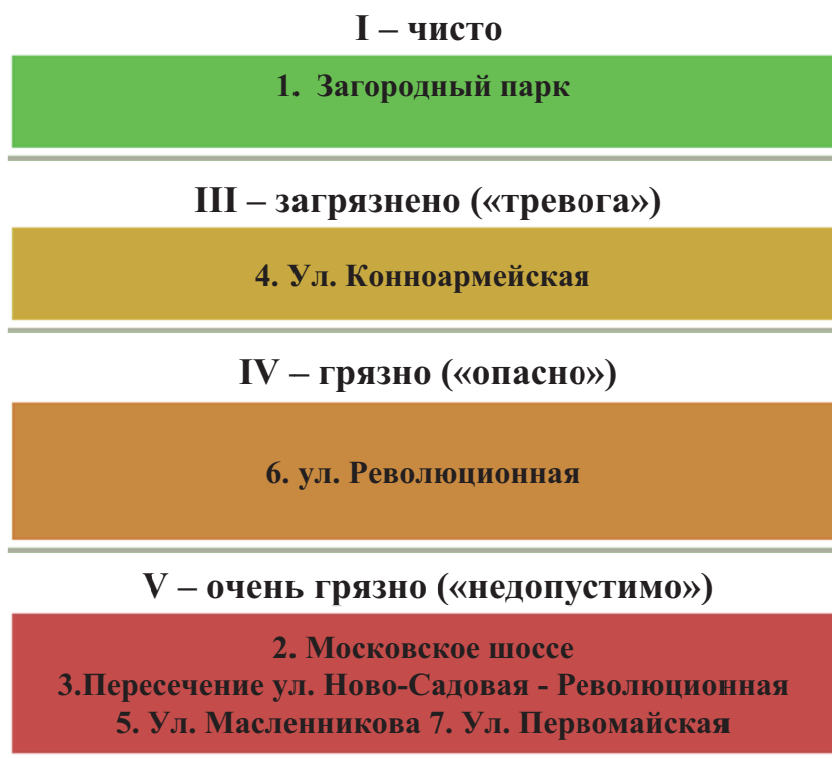 I – чисто
1. Загородный парк
III – загрязнено («тревога»)
4. Ул. Конноармейская
IV – грязно («опасно»)
6. ул. Революционная
V – очень грязно («недопустимо»)
2. Московское шоссе
3.Пересечение ул. Ново-Садовая - Революционная
5. Ул. Масленникова 7. Ул. Первомайская